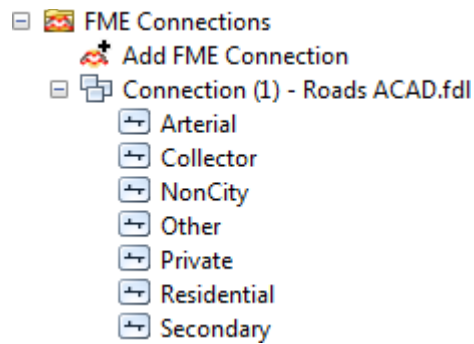 FME Connections
Add FME Connection
Connection (1) - Roads ACAD.fdl
Arterial
Collector
NonCity
Other
Private
Residential
Secondary